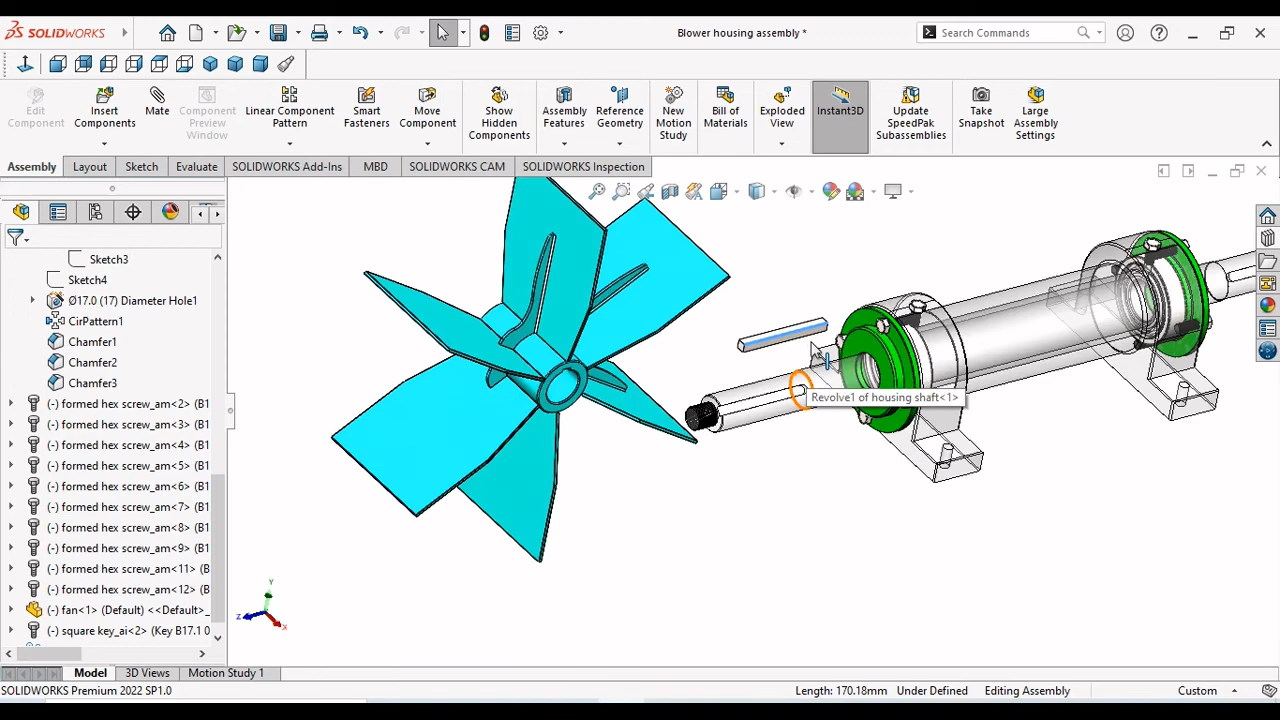 SOLIDWORKS
Blower housing assembly *
Search Commands
Edit Component
Insert Components
Mate
Component Preview Window
Linear Component Pattern
Smart Fasteners
Move Component
Show Hidden Components
Assembly Features
Reference Geometry
New Motion Study
Bill of Materials
Exploded View
Instant3D
Update SpeedPak Subassemblies
Take Snapshot
Large Assembly Settings
Assembly
Layout
Sketch
Evaluate
SOLIDWORKS Add-Ins
MBD
SOLIDWORKS CAM
SOLIDWORKS Inspection
Sketch3
Sketch4
Ø17.0 (17) Diameter Hole1
CirPattern1
Chamfer1
Chamfer2
Chamfer3
(-) formed hex screw_am<2> (B1
(-) formed hex screw_am<3> (B1
(-) formed hex screw_am<4> (B1
(-) formed hex screw_am<5> (B1
(-) formed hex screw_am<6> (B1
(-) formed hex screw_am<7> (B1
(-) formed hex screw_am<8> (B1
(-) formed hex screw_am<9> (B1
(-) formed hex screw_am<11> (B
(-) formed hex screw_am<12> (B
(-) fan<1> (Default) <<Default>_
(-) square key_ai<2> (Key B17.1 0
Revolve1 of housing shaft<1>
Y
Z
X
Model
3D Views
Motion Study 1
SOLIDWORKS Premium 2022 SP1.0
Length: 170.18mm
Under Defined
Editing Assembly
Custom